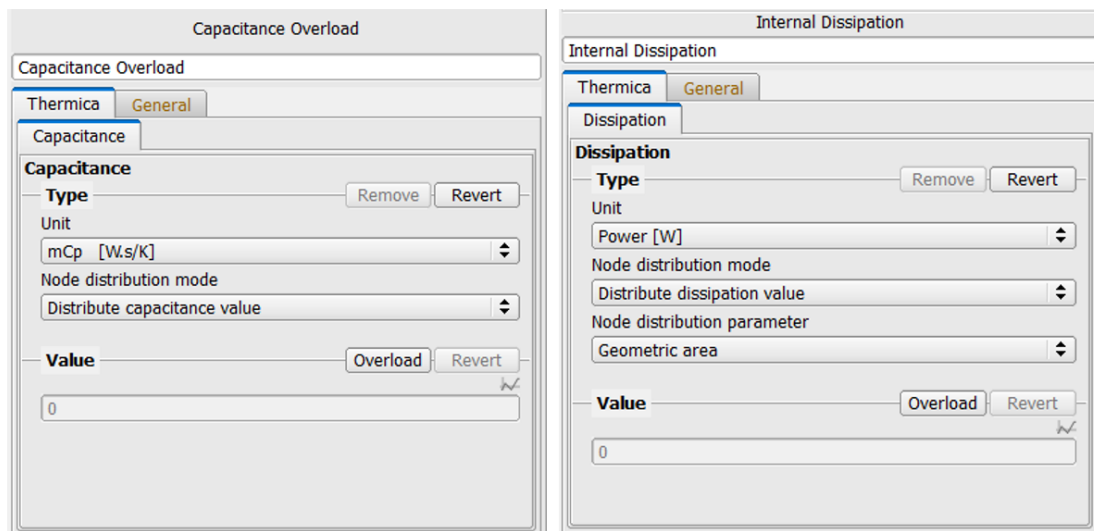 Capacitance Overload
Capacitance Overload
Thermica General
Capacitance
Capacitance
Type Remove Revert
Unit
mCp [W.s/K]
Node distribution mode
Distribute capacitance value
Value Overload Revert
0
Internal Dissipation
Internal Dissipation
Thermica General
Dissipation
Dissipation
Type Remove Revert
Unit
Power [W]
Node distribution mode
Distribute dissipation value
Node distribution parameter
Geometric area
Value Overload Revert
0